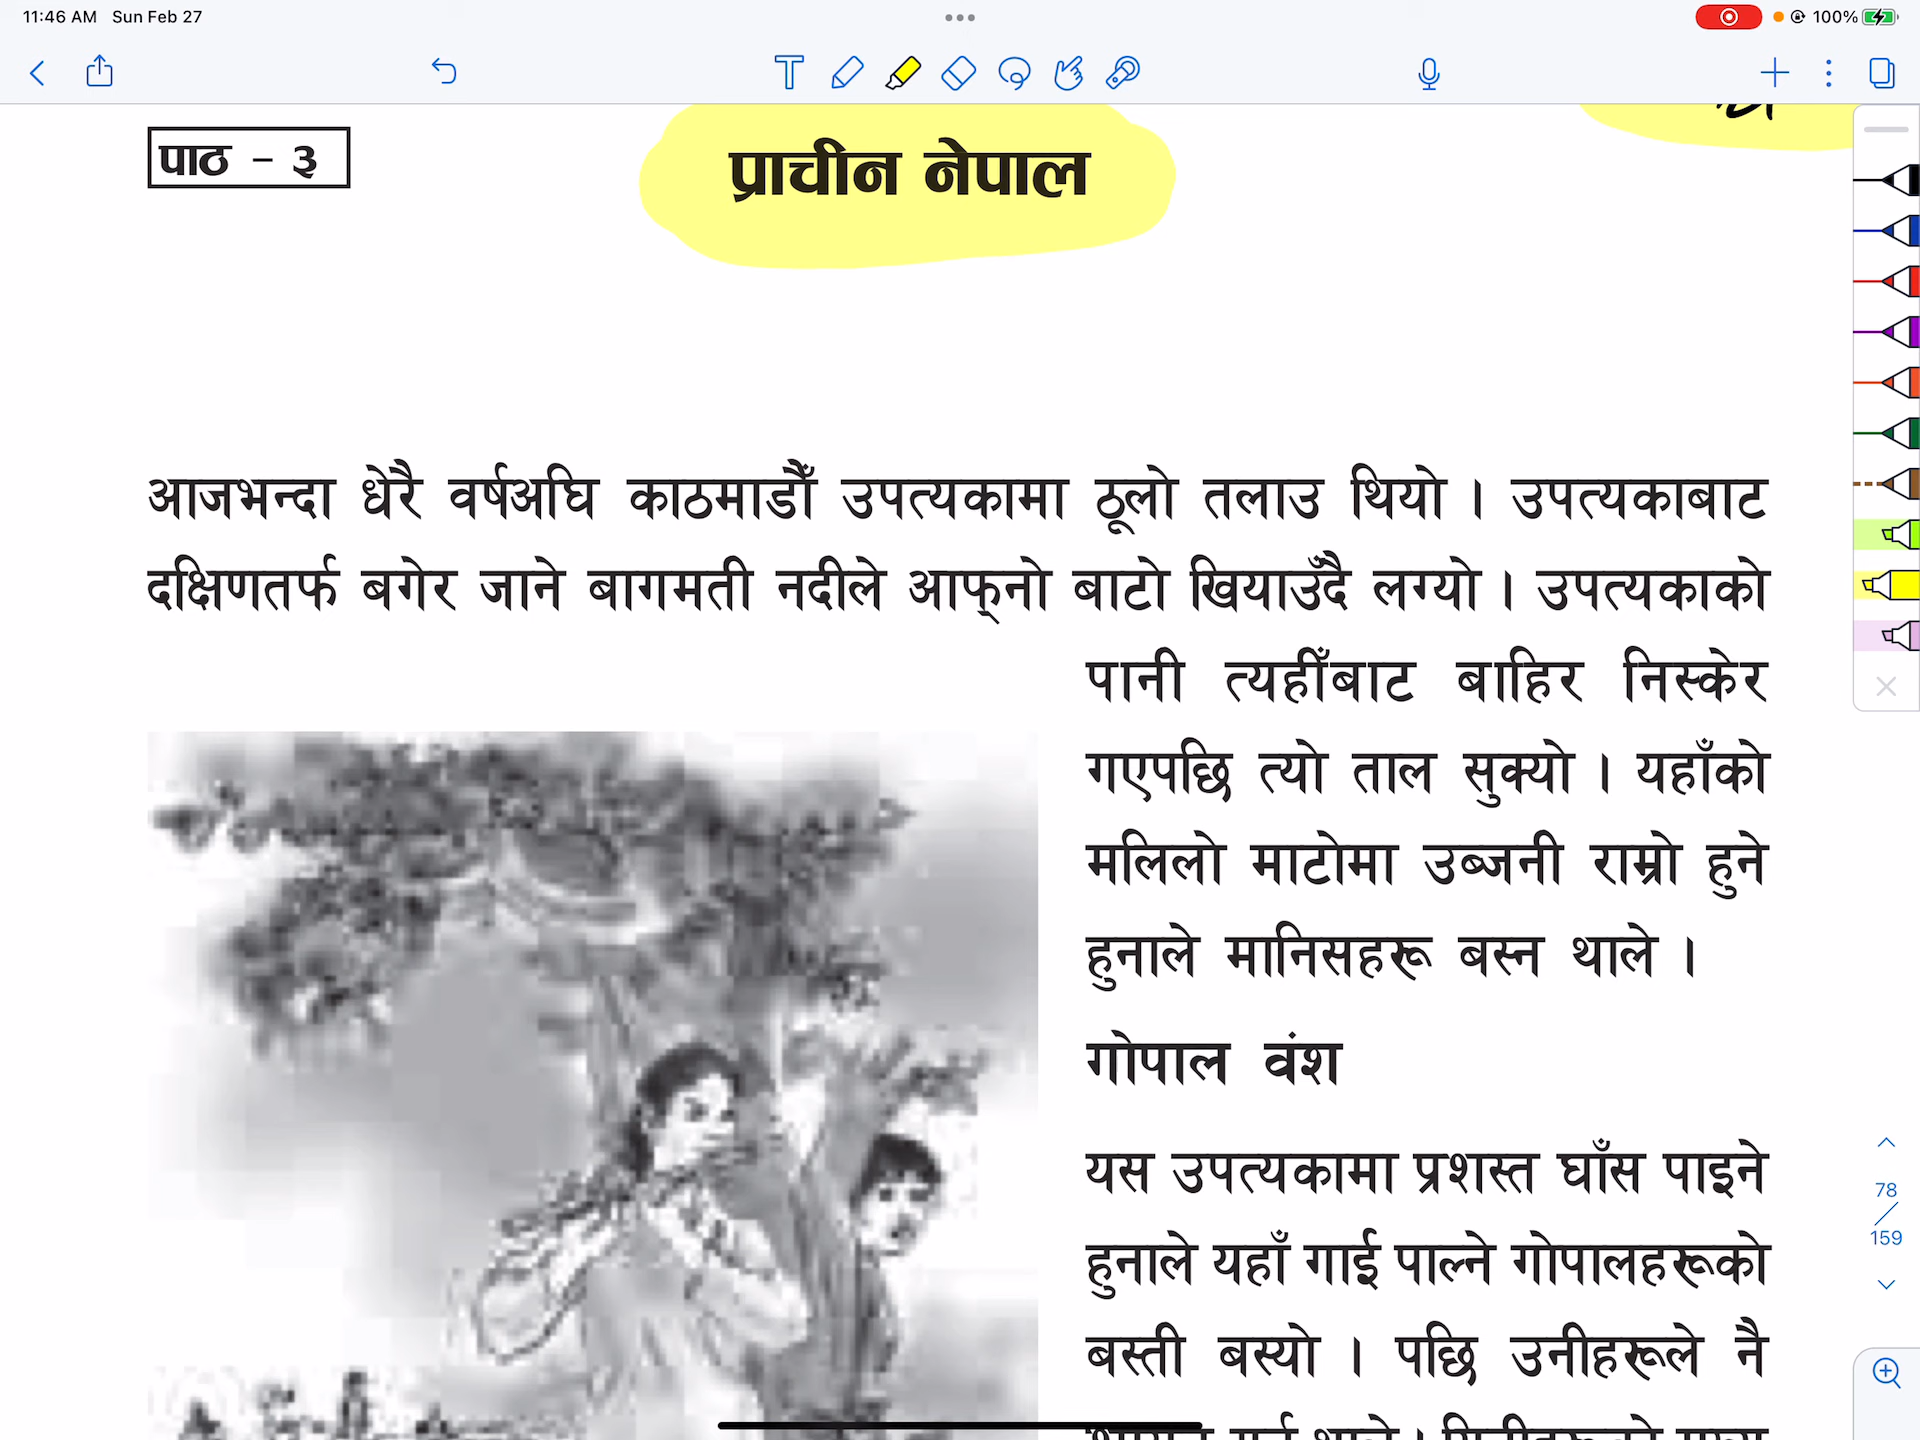 11:46 AM Sun Feb 27
100%
T
पाठ - ३
प्राचीन नेपाल
आजभन्दा धेरै वर्षअघि काठमाडौँ उपत्यकामा ठूलो तलाउ थियो । उपत्यकाबाट
दक्षिणतर्फ बगेर जाने बागमती नदीले आफ्‌नो बाटो खियाउँदै लग्यो । उपत्यकाको
पानी त्यहीँबाट बाहिर निस्केर
गएपछि त्यो ताल सुक्यो । यहाँको
मलिलो माटोमा उब्जनी राम्रो हुने
हुनाले मानिसहरू बस्न थाले ।
गोपाल वंश
यस उपत्यकामा प्रशस्त घाँस पाइने
हुनाले यहाँ गाई पाल्ने गोपालहरूको
बस्ती बस्यो । पछि उनीहरूले नै
78
159